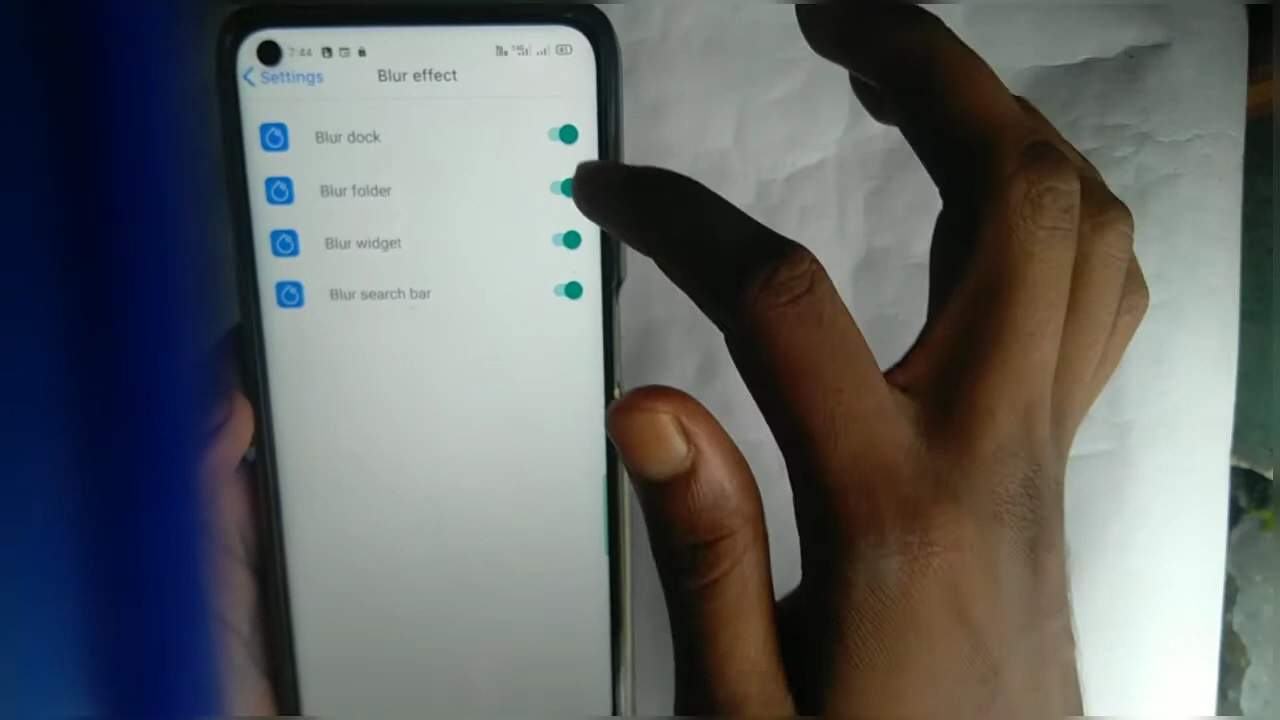 7:44
Settings
Blur effect
Blur dock
Blur folder
Blur widget
Blur search bar